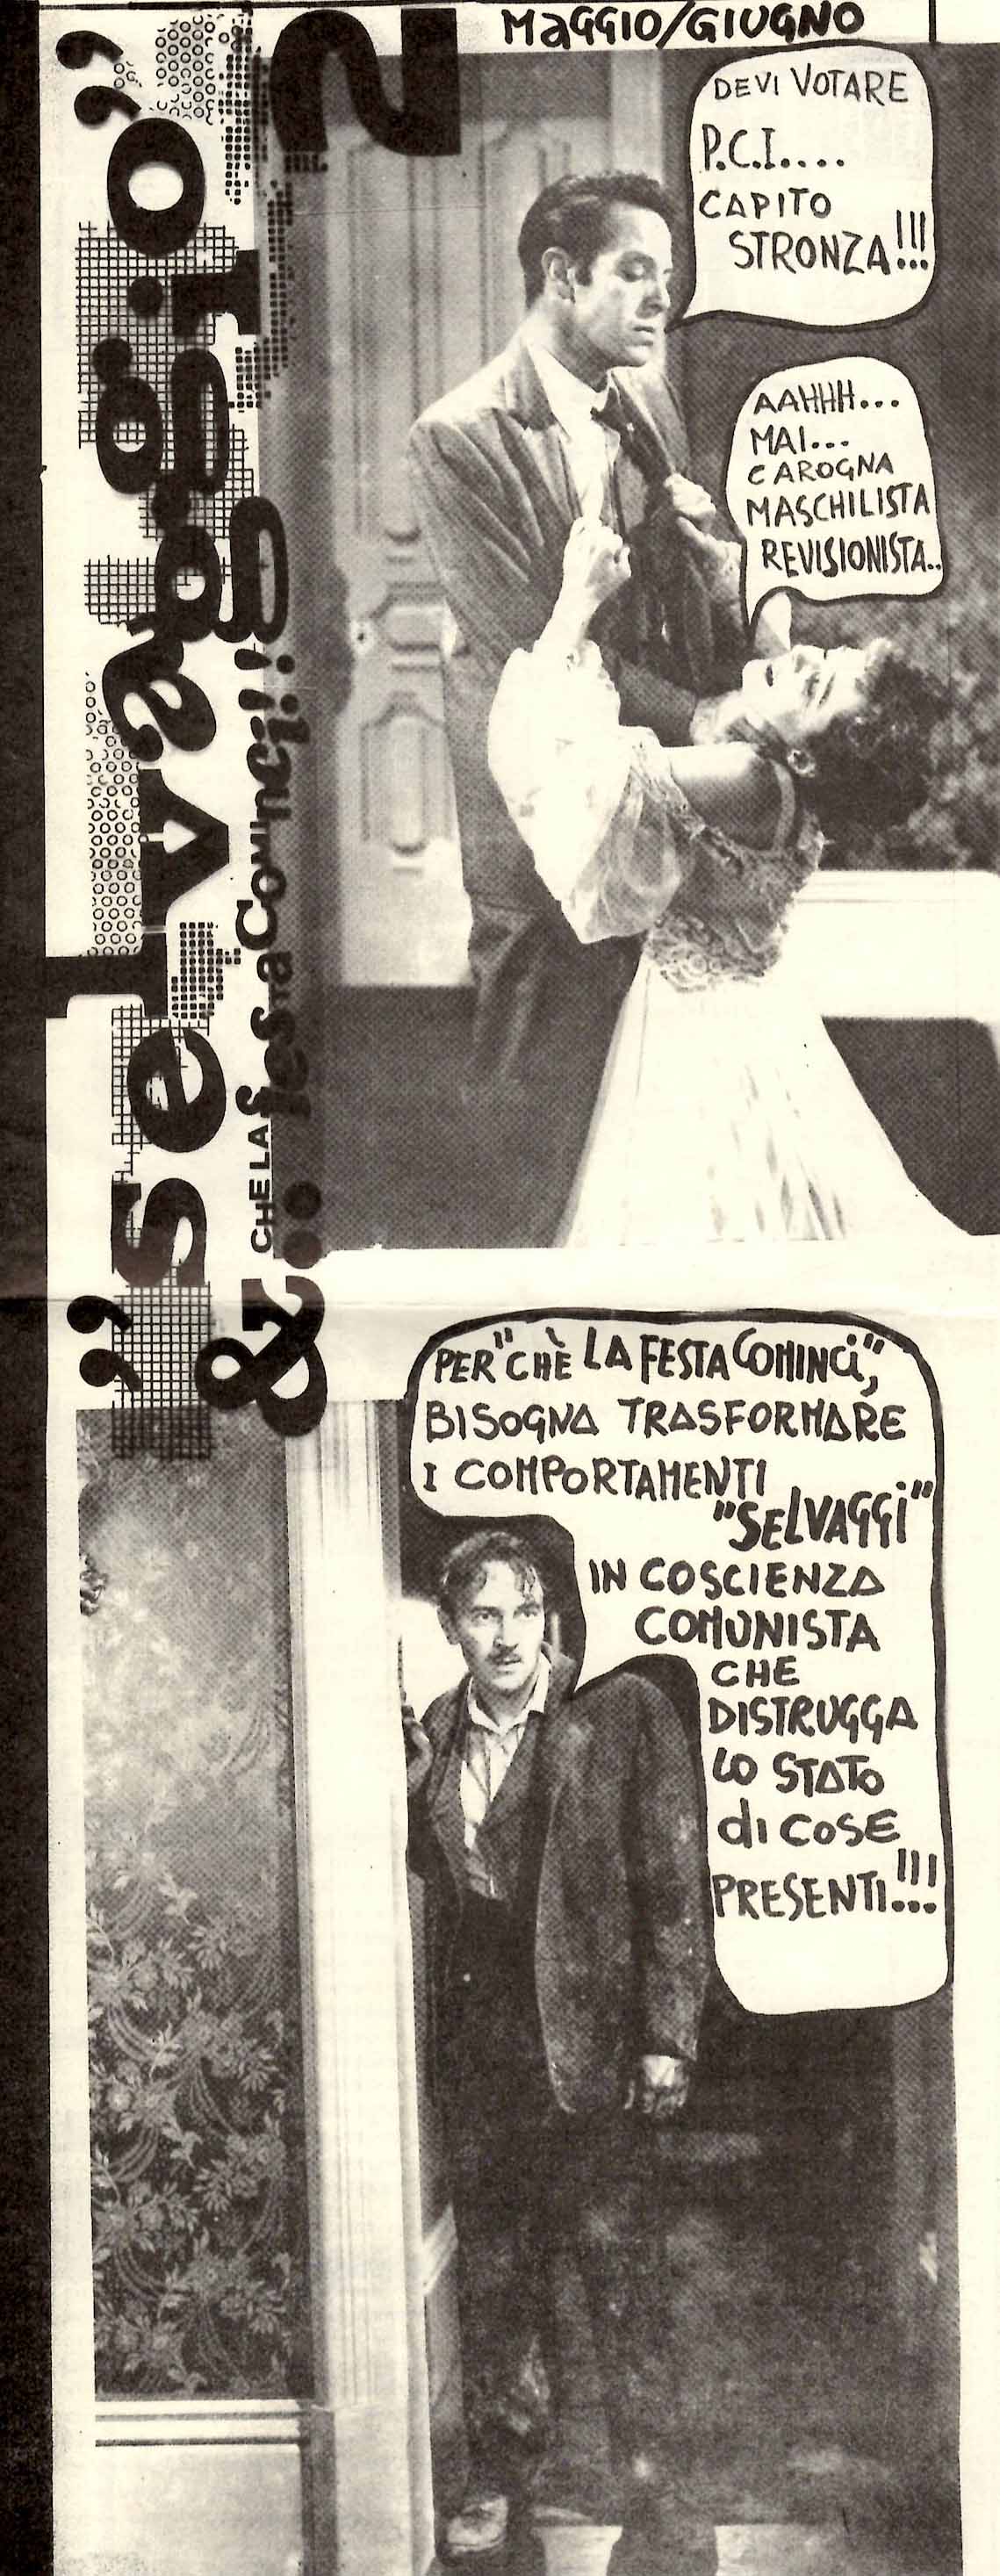 MAGGIO/GIUGNO
2
"selvaggio"
&... CHE LA festa Cominci!!
DEVI VOTARE
P.C.I....
CAPITO
STRONZA!!!
AAHHH...
MAI...
CAROGNA
MASCHILISTA
REVISIONISTA..
PER "CHÈ LA FESTA COMINCI",
BISOGNA TRASFORMARE
I COMPORTAMENTI
"SELVAGGI"
IN COSCIENZA
COMUNISTA
CHE
DISTRUGGA
LO STATO
di COSE
PRESENTI!!!